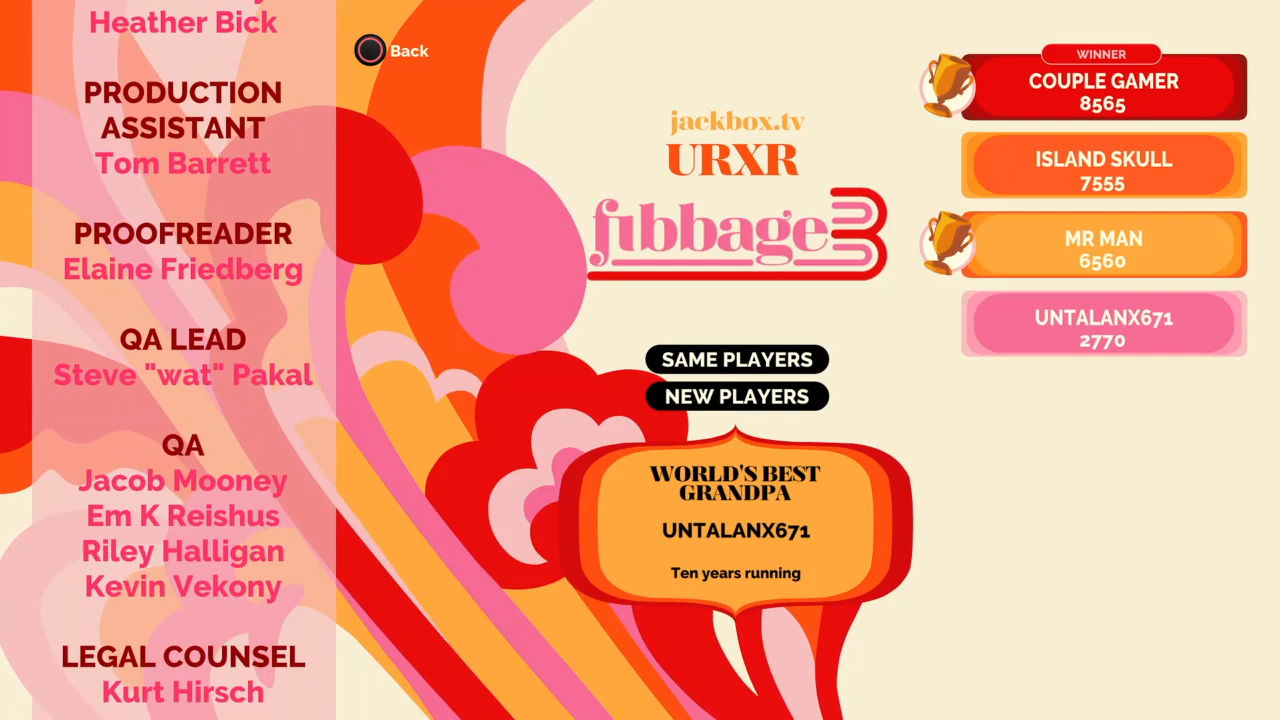 Heather Bick
PRODUCTION
ASSISTANT
Tom Barrett
PROOFREADER
Elaine Friedberg
QA LEAD
Steve "wat" Pakal
QA
Jacob Mooney
Em K Reishus
Riley Halligan
Kevin Vekony
LEGAL COUNSEL
Kurt Hirsch
Back
jackbox.tv
URXR
fibbage 3
SAME PLAYERS
NEW PLAYERS
WORLD'S BEST
GRANDPA
UNTALANX671
Ten years running
WINNER
COUPLE GAMER
8565
ISLAND SKULL
7555
MR MAN
6560
UNTALANX671
2770